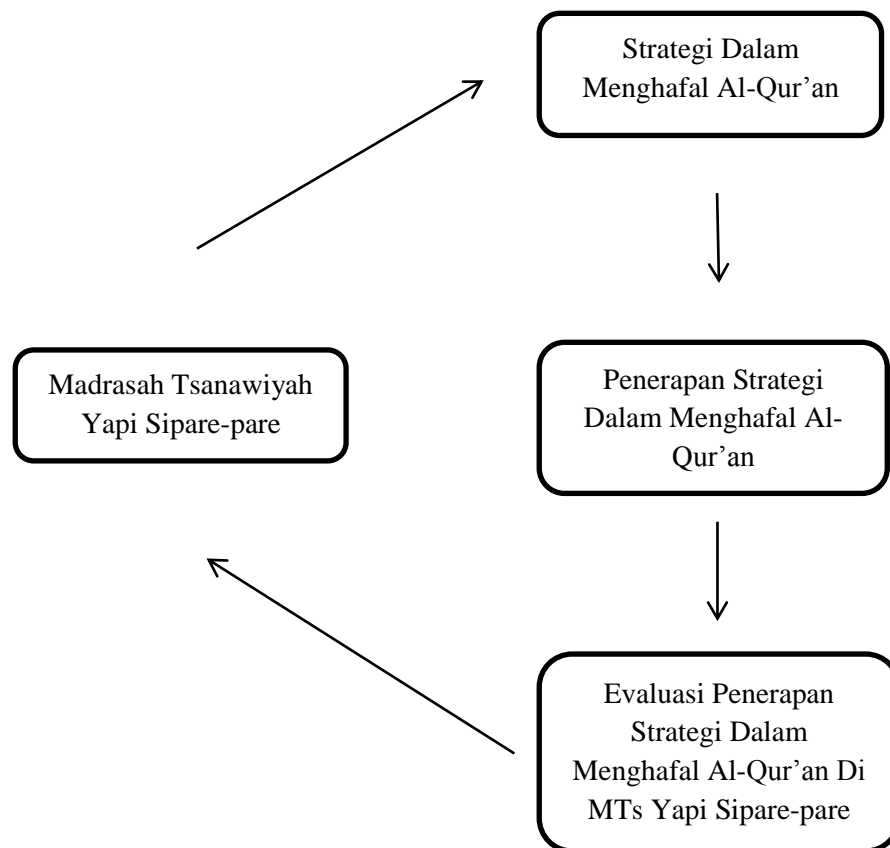 Strategi Dalam
Menghafal Al-Qur’an
Madrasah Tsanawiyah
Yapi Sipare-pare
Penerapan Strategi
Dalam Menghafal Al-
Qur’an
Evaluasi Penerapan
Strategi Dalam
Menghafal Al-Qur’an Di
MTs Yapi Sipare-pare